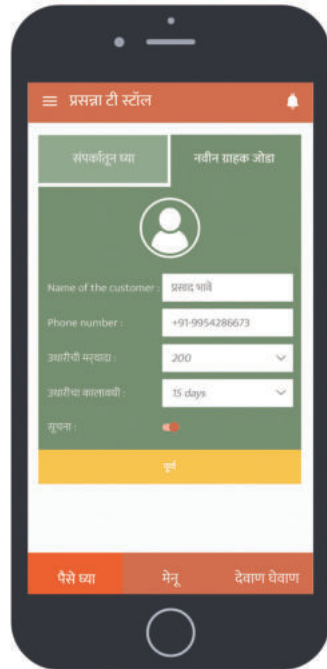 प्रसन्ना टी स्टॉल
संपर्कातून घ्या नवीन ग्राहक जोडा
Name of the customer : प्रसाद भावे
Phone number : +91-9954286673
उधारीची मर्यादा : 200
उधारीचा कालावधी : 15 days
सूचना :
पूर्ण
पैसे घ्या मेनू देवाण घेवाण